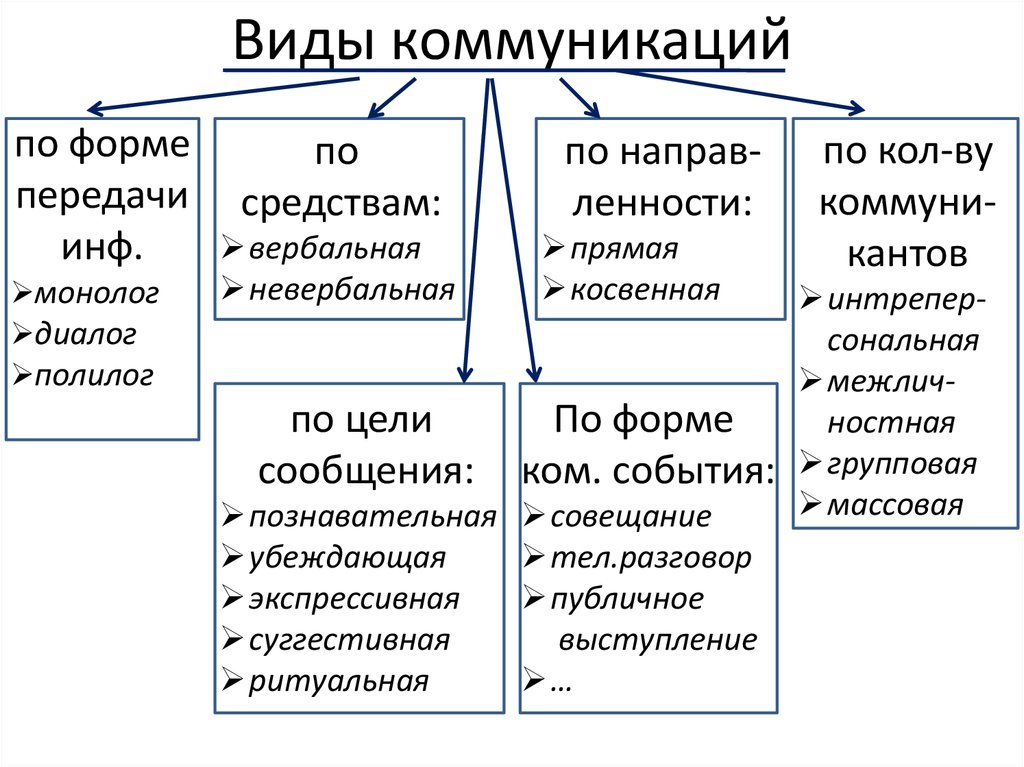 Виды коммуникаций
по форме
передачи
инф.
монолог
диалог
полилог
по
средствам:
вербальная
невербальная
по направ-
ленности:
прямая
косвенная
по кол-ву
коммуни-
кантов
интрепер-
сональная
межлич-
ностная
групповая
массовая
по цели
сообщения:
познавательная
убеждающая
экспрессивная
суггестивная
ритуальная
По форме
ком. события:
совещание
тел.разговор
публичное
выступление
...